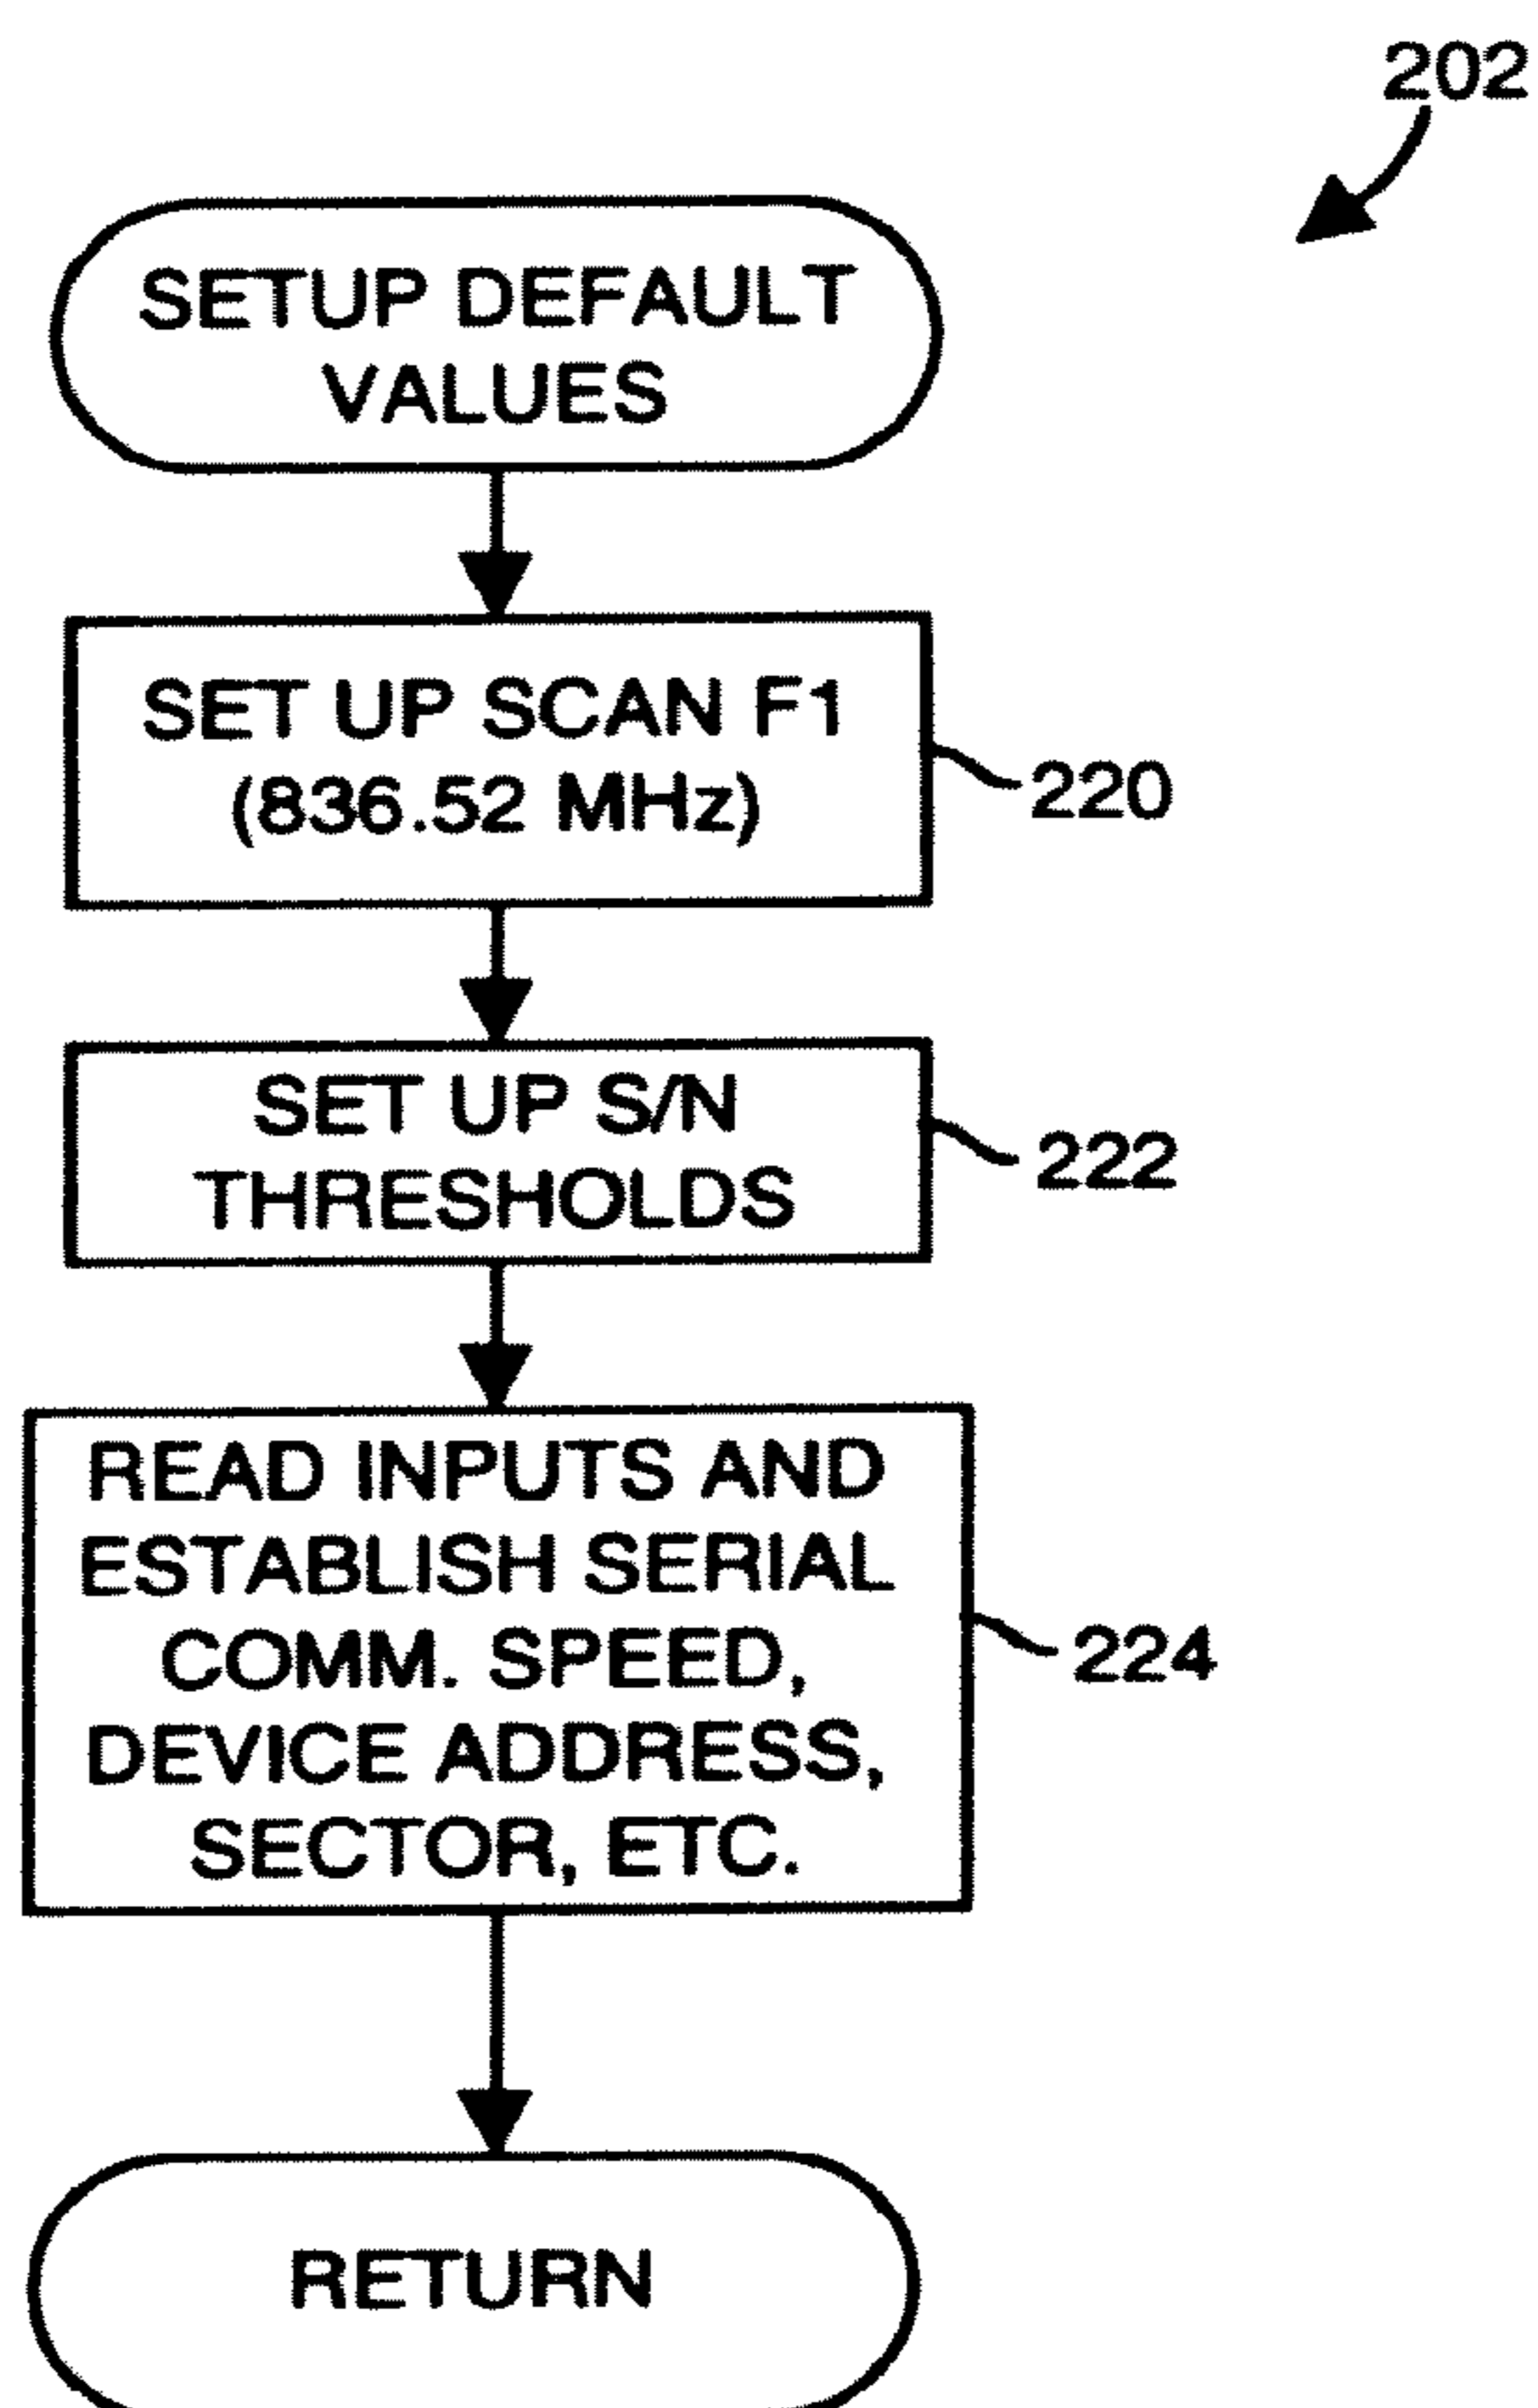 202
SETUP DEFAULT
VALUES
SET UP SCAN F1
(836.52 MHz)
220
SET UP S/N
THRESHOLDS
222
READ INPUTS AND
ESTABLISH SERIAL
COMM. SPEED,
DEVICE ADDRESS,
SECTOR, ETC.
224
RETURN